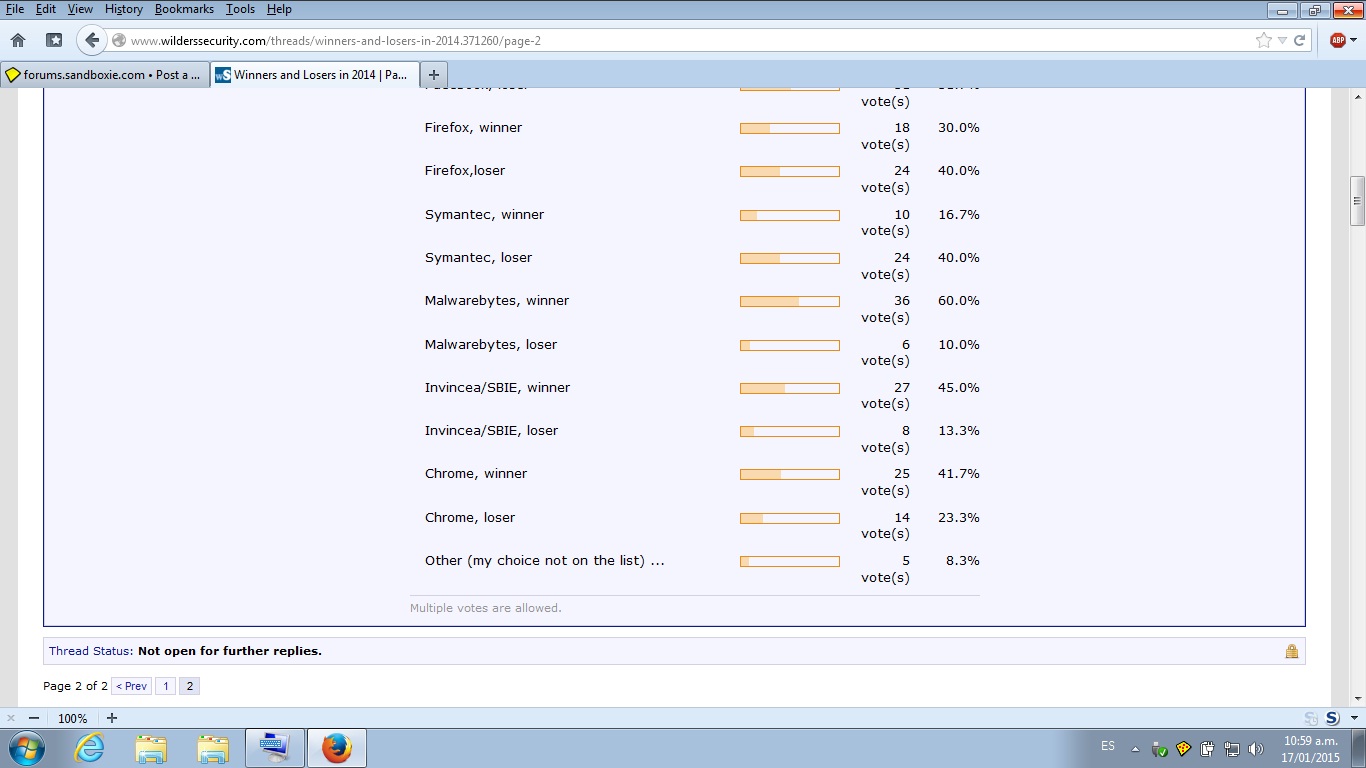 File Edit View History Bookmarks Tools Help
www.wilderssecurity.com/threads/winners-and-losers-in-2014.371260/page-2
ABP
forums.sandboxie.com • Post a ... wS Winners and Losers in 2014 | Pa... +
vote(s)
Firefox, winner 18 30.0%
vote(s)
Firefox,loser 24 40.0%
vote(s)
Symantec, winner 10 16.7%
vote(s)
Symantec, loser 24 40.0%
vote(s)
Malwarebytes, winner 36 60.0%
vote(s)
Malwarebytes, loser 6 10.0%
vote(s)
Invincea/SBIE, winner 27 45.0%
vote(s)
Invincea/SBIE, loser 8 13.3%
vote(s)
Chrome, winner 25 41.7%
vote(s)
Chrome, loser 14 23.3%
vote(s)
Other (my choice not on the list) ... 5 8.3%
vote(s)
Multiple votes are allowed.
Thread Status: Not open for further replies.
Page 2 of 2 < Prev 1 2
100%
ES 10:59 a.m.
17/01/2015